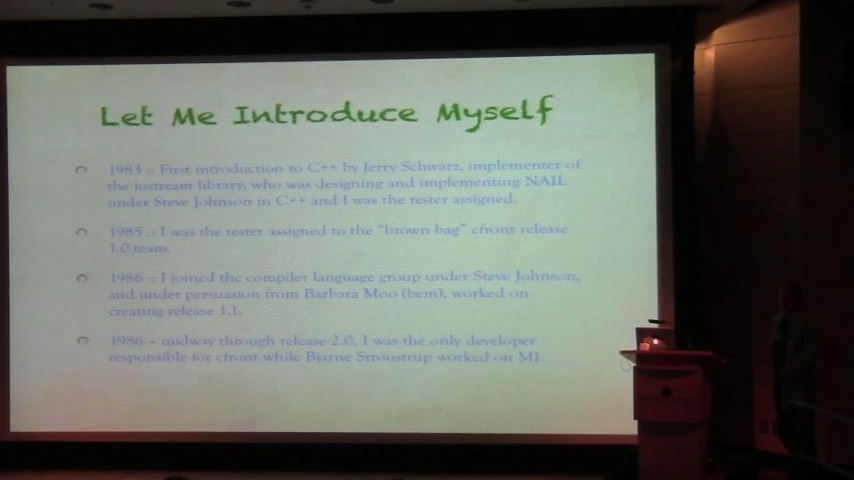 Let Me Introduce Myself
1983 :: First introduction to C++ by Jerry Schwarz, implementer of
the iostream library, who was designing and implementing NAIL
under Steve Johnson in C++ and I was the tester assigned.
1985 :: I was the tester assigned to the "brown bag" cfront release
1.0 team.
1986 :: I joined the compiler language group under Steve Johnson,
and under persuasion from Barbara Moo (bem), worked on
creating release 1.1.
1986 - midway through release 2.0, I was the only developer
responsible for cfront while Bjarne Stroustrup worked on MI.